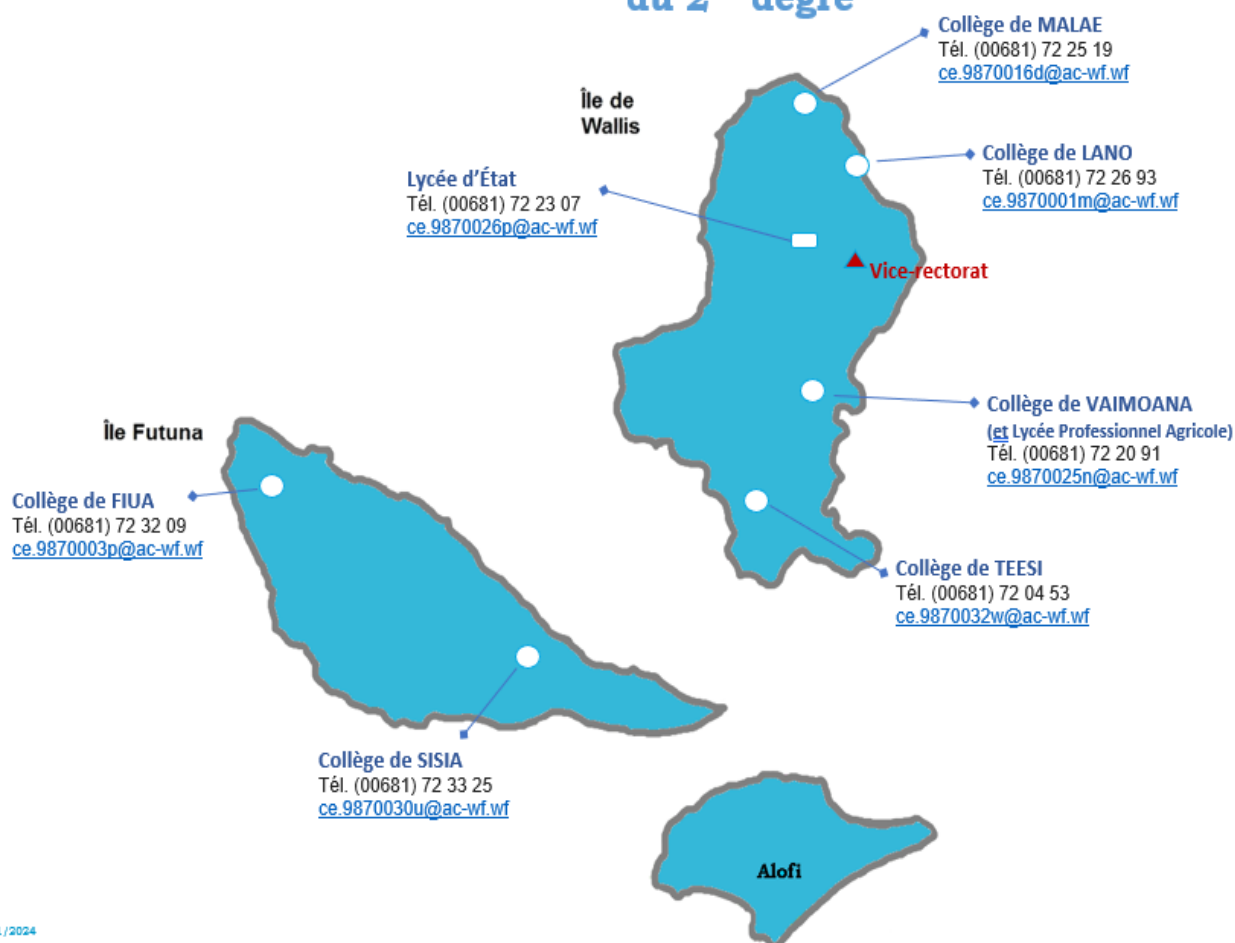 du 2 degré
Collège de MALAE
Tél. (00681) 72 25 19
ce.9870016d@ac-wf.wf
Île de
Wallis
Collège de LANO
Tél. (00681) 72 26 93
ce.9870001m@ac-wf.wf
Lycée d'État
Tél. (00681) 72 23 07
ce.9870026p@ac-wf.wf
Vice-rectorat
Collège de VAIMOANA
(et Lycée Professionnel Agricole)
Tél. (00681) 72 20 91
ce.9870025n@ac-wf.wf
Île Futuna
Collège de FIUA
Tél. (00681) 72 32 09
ce.9870003p@ac-wf.wf
Collège de TEESI
Tél. (00681) 72 04 53
ce.9870032w@ac-wf.wf
Collège de SISIA
Tél. (00681) 72 33 25
ce.9870030u@ac-wf.wf
Alofi
/2024